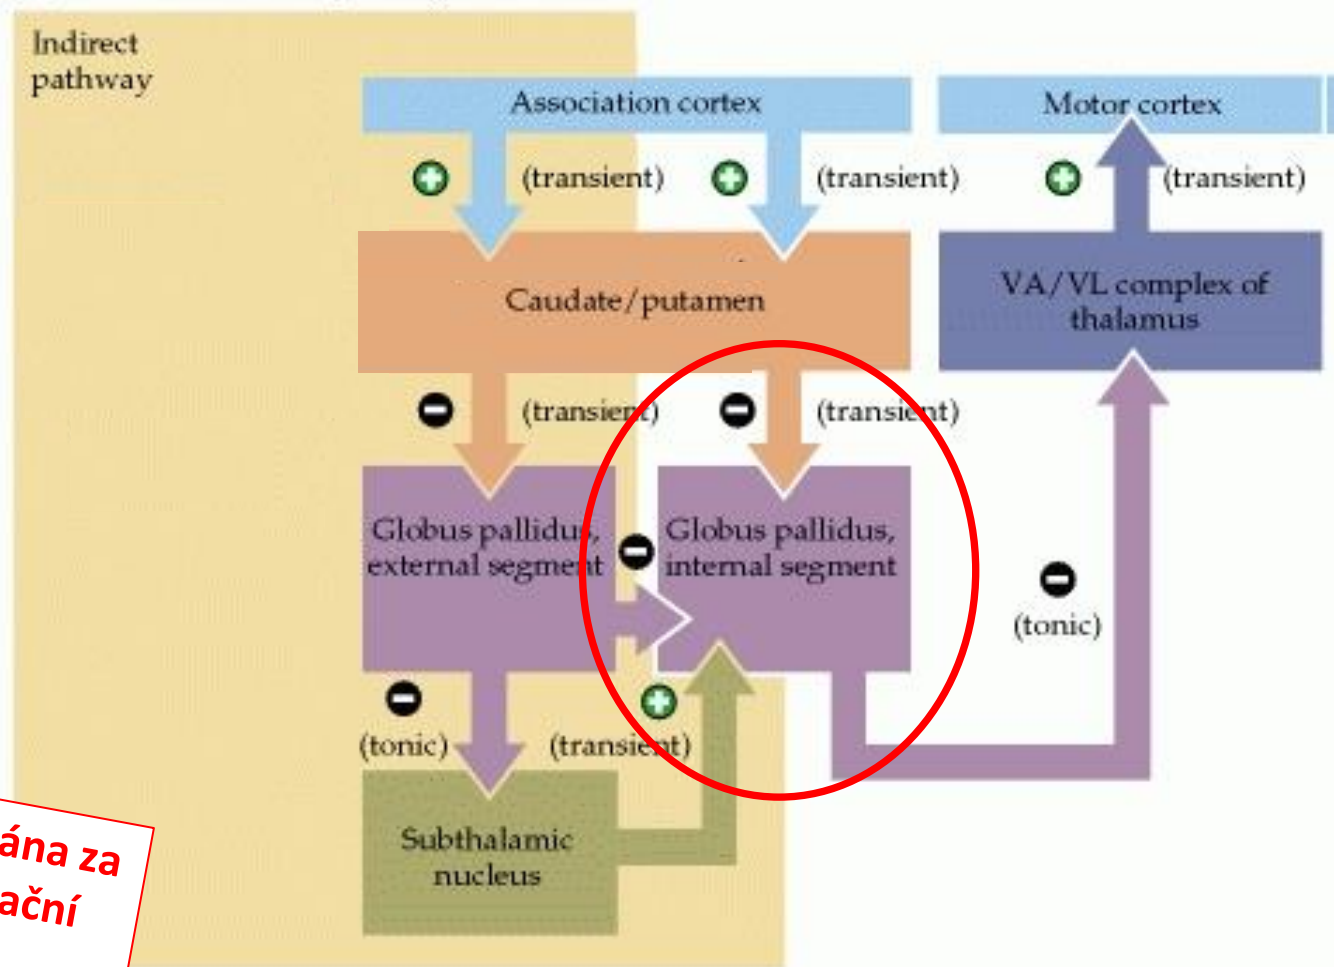 Indirect
pathway
Association cortex
Motor cortex
(transient)
(transient)
(transient)
Caudate/putamen
VA/VL complex of
thalamus
(transient)
(transient)
Globus pallidus,
external segment
Globus pallidus,
internal segment
(tonic)
(tonic)
(transient)
Subthalamic
nucleus
ána za
ační